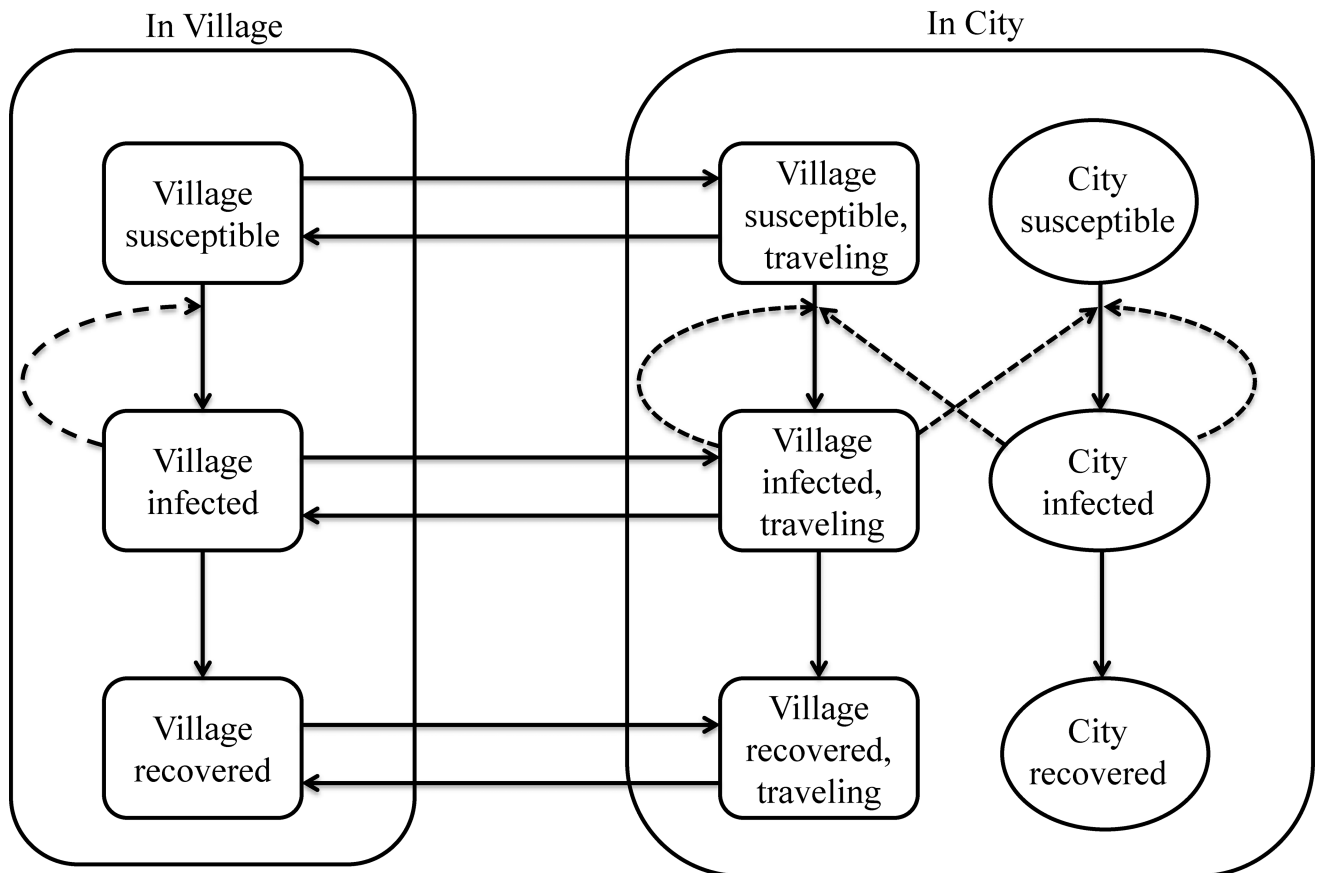 In Village
In City
Village
susceptible
Village
susceptible,
traveling
City
susceptible
Village
infected
Village
infected,
traveling
City
infected
Village
recovered
Village
recovered,
traveling
City
recovered